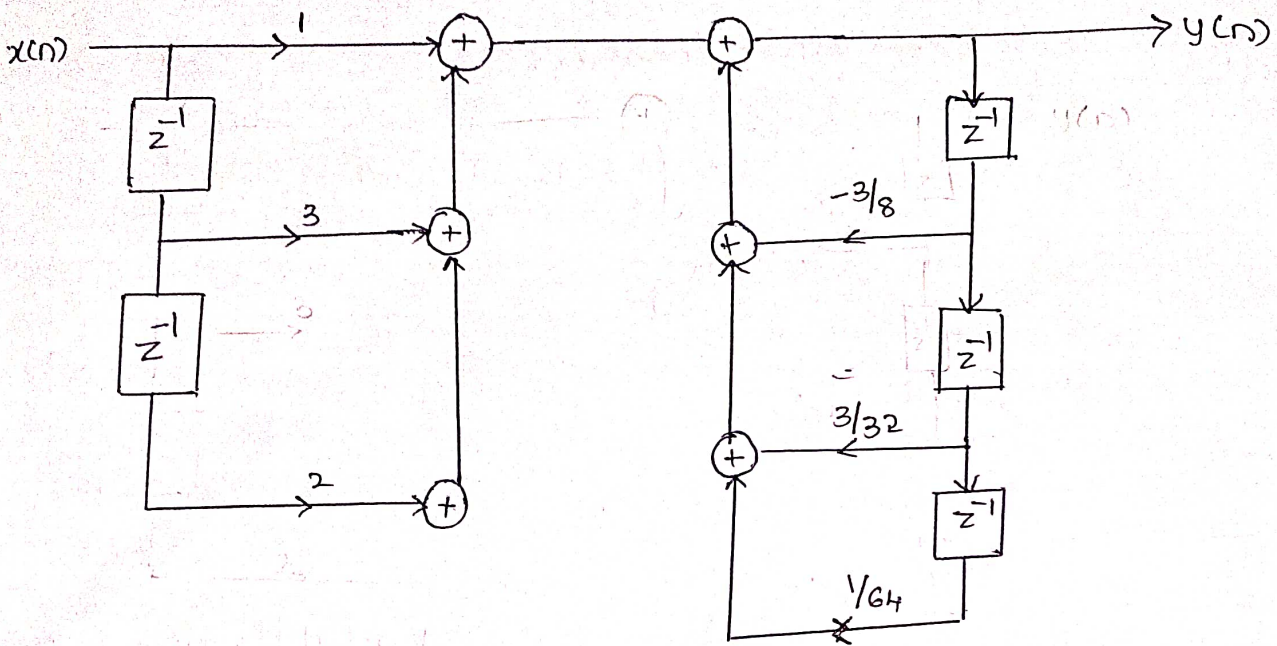 x(n) 1 + + y(n)
z⁻¹ z⁻¹
3 + + -3/8
z⁻¹ z⁻¹
+ 3/32
2 + z⁻¹
1/64